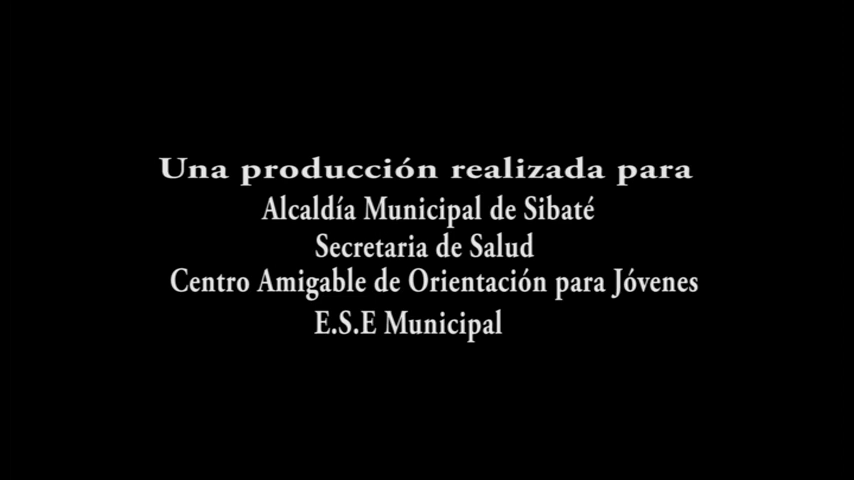 Una producción realizada para
Alcaldía Municipal de Sibaté
Secretaria de Salud
Centro Amigable de Orientación para Jóvenes
E.S.E Municipal